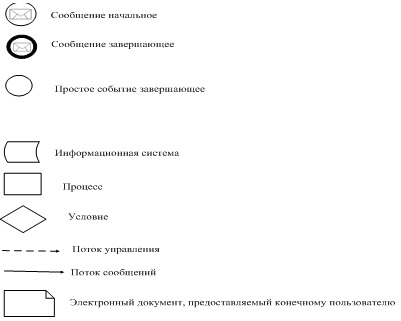 Сообщение начальное
Сообщение завершающее
Простое событие завершающее
Информационная система
Процесс
Условие
Поток управления
Поток сообщений
Электронный документ, предоставляемый конечному пользователю